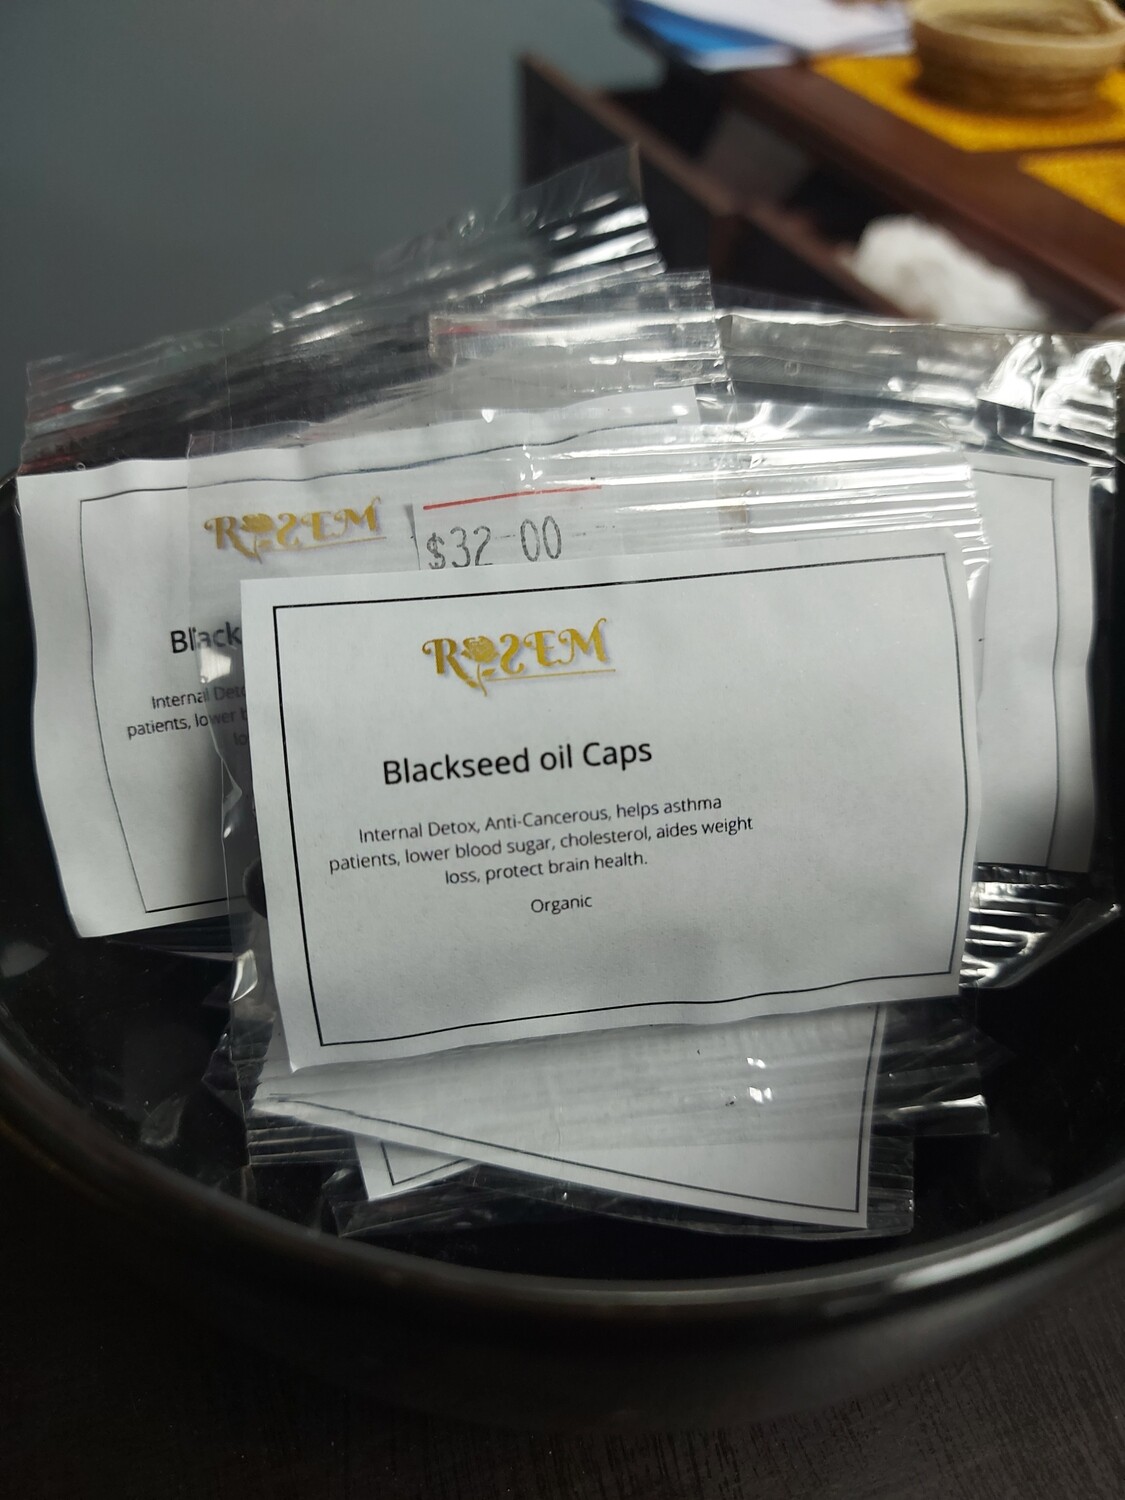 ROSEM
$32-00
Black
Internal Deto
patients, lower b
lo
ROSEM
Blackseed oil Caps
Internal Detox, Anti-Cancerous, helps asthma
patients, lower blood sugar, cholesterol, aides weight
loss, protect brain health.
Organic